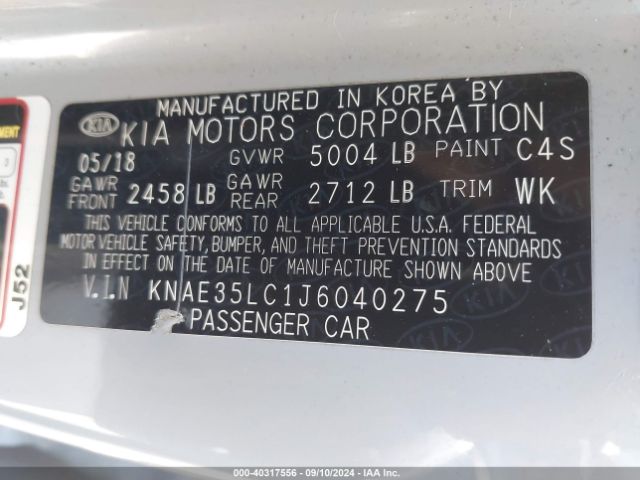 MANUFACTURED IN KOREA BY
KIA KIA MOTORS CORPORATION
05/18 GVWR 5004 LB PAINT C4S
GAWR FRONT 2458 LB GAWR REAR 2712 LB TRIM WK
THIS VEHICLE CONFORMS TO ALL APPLICABLE U.S.A. FEDERAL
MOTOR VEHICLE SAFETY, BUMPER, AND THEFT PREVENTION STANDARDS
IN EFFECT ON THE DATE OF MANUFACTURE SHOWN ABOVE
V.I.N KNAE35LC1J6040275
PASSENGER CAR
J52
Stock No: 40317556 - 09/10/2024 - IAA Inc.